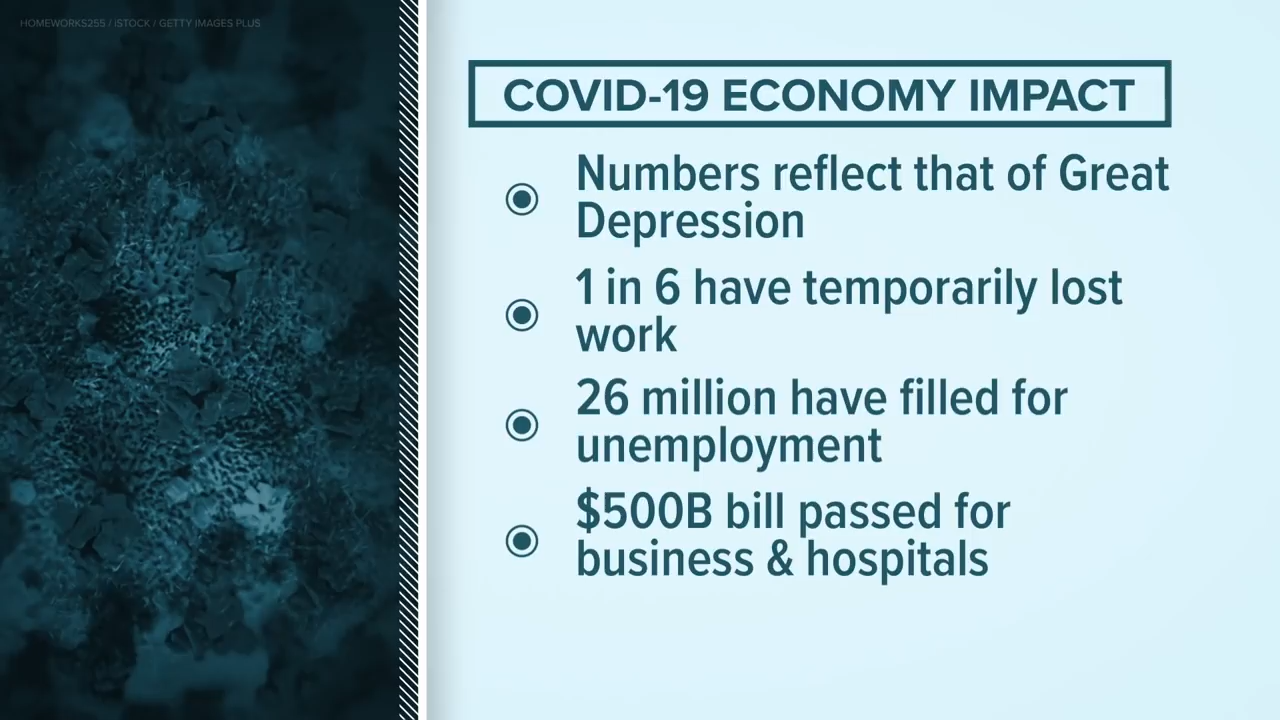 HOMEWORKS255 / iSTOCK / GETTY IMAGES PLUS
COVID-19 ECONOMY IMPACT
Numbers reflect that of Great
Depression
1 in 6 have temporarily lost
work
26 million have filled for
unemployment
$500B bill passed for
business & hospitals